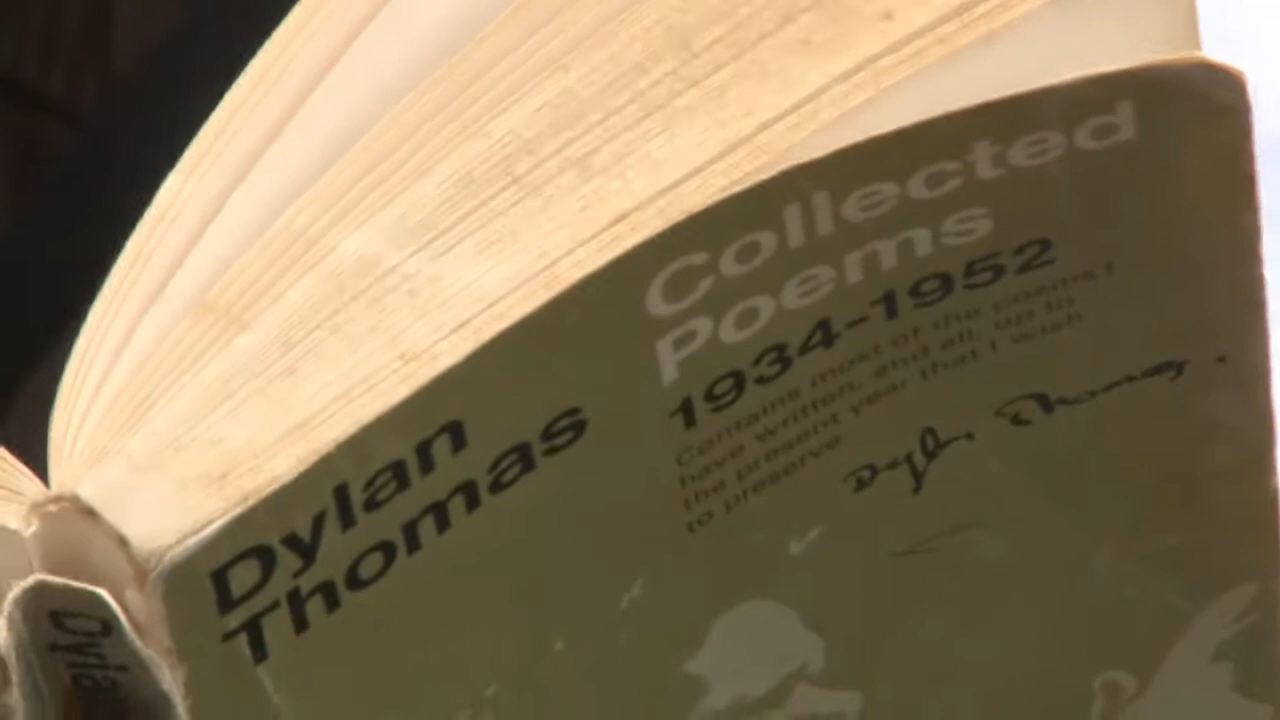 Collected
Poems
1934-1952
Contains most of the poems I
have written, and all, up to
the present year that I wish
to preserve
Dylan Thomas.
Dylan
Thomas
Dyla